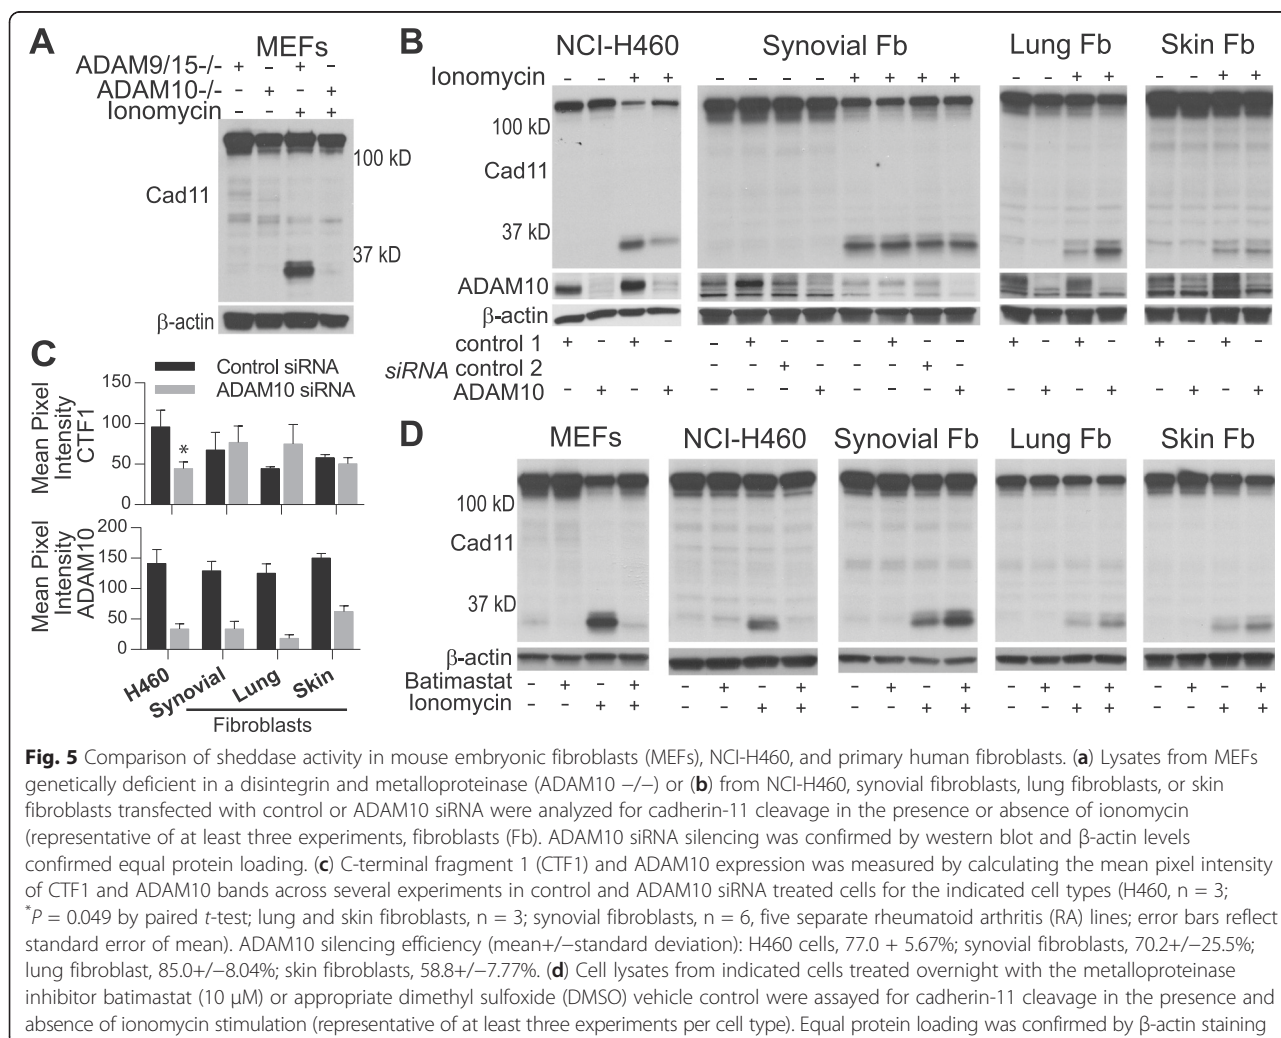 A
MEFs
ADAM9/15-/- + – + –
ADAM10-/- – + – +
Ionomycin – – + +
100 kD
Cad11
37 kD
β-actin
B
NCI-H460 Synovial Fb Lung Fb Skin Fb
Ionomycin – – + + – – – – + + + + – – + + – – + +
100 kD
Cad11
37 kD
ADAM10
β-actin
control 1 + – + – – + – – – + – – + – + – + – + –
siRNA control 2 – – + – – – + –
ADAM10 – + – + – – – + – – – + – + – + – + – +
C
Control siRNA
ADAM10 siRNA
Mean Pixel
Intensity
CTF1
150
100
50
0
*
Mean Pixel
Intensity
ADAM10
200
150
100
50
0
H460 Synovial Lung Skin
Fibroblasts
D
MEFs NCI-H460 Synovial Fb Lung Fb Skin Fb
100 kD
Cad11
37 kD
β-actin
Batimastat – + – + – + – + – + – + – + – + – + – +
Ionomycin – – + + – – + + – – + + – – + + – – + +
Fig. 5 Comparison of sheddase activity in mouse embryonic fibroblasts (MEFs), NCI-H460, and primary human fibroblasts. (a) Lysates from MEFs
genetically deficient in a disintegrin and metalloproteinase (ADAM10 −/−) or (b) from NCI-H460, synovial fibroblasts, lung fibroblasts, or skin
fibroblasts transfected with control or ADAM10 siRNA were analyzed for cadherin-11 cleavage in the presence or absence of ionomycin
(representative of at least three experiments, fibroblasts (Fb). ADAM10 siRNA silencing was confirmed by western blot and β-actin levels
confirmed equal protein loading. (c) C-terminal fragment 1 (CTF1) and ADAM10 expression was measured by calculating the mean pixel intensity
of CTF1 and ADAM10 bands across several experiments in control and ADAM10 siRNA treated cells for the indicated cell types (H460, n = 3;
*P = 0.049 by paired t-test; lung and skin fibroblasts, n = 3; synovial fibroblasts, n = 6, five separate rheumatoid arthritis (RA) lines; error bars reflect
standard error of mean). ADAM10 silencing efficiency (mean+/−standard deviation): H460 cells, 77.0 + 5.67%; synovial fibroblasts, 70.2+/−25.5%;
lung fibroblast, 85.0+/−8.04%; skin fibroblasts, 58.8+/−7.77%. (d) Cell lysates from indicated cells treated overnight with the metalloproteinase
inhibitor batimastat (10 μM) or appropriate dimethyl sulfoxide (DMSO) vehicle control were assayed for cadherin-11 cleavage in the presence and
absence of ionomycin stimulation (representative of at least three experiments per cell type). Equal protein loading was confirmed by β-actin staining